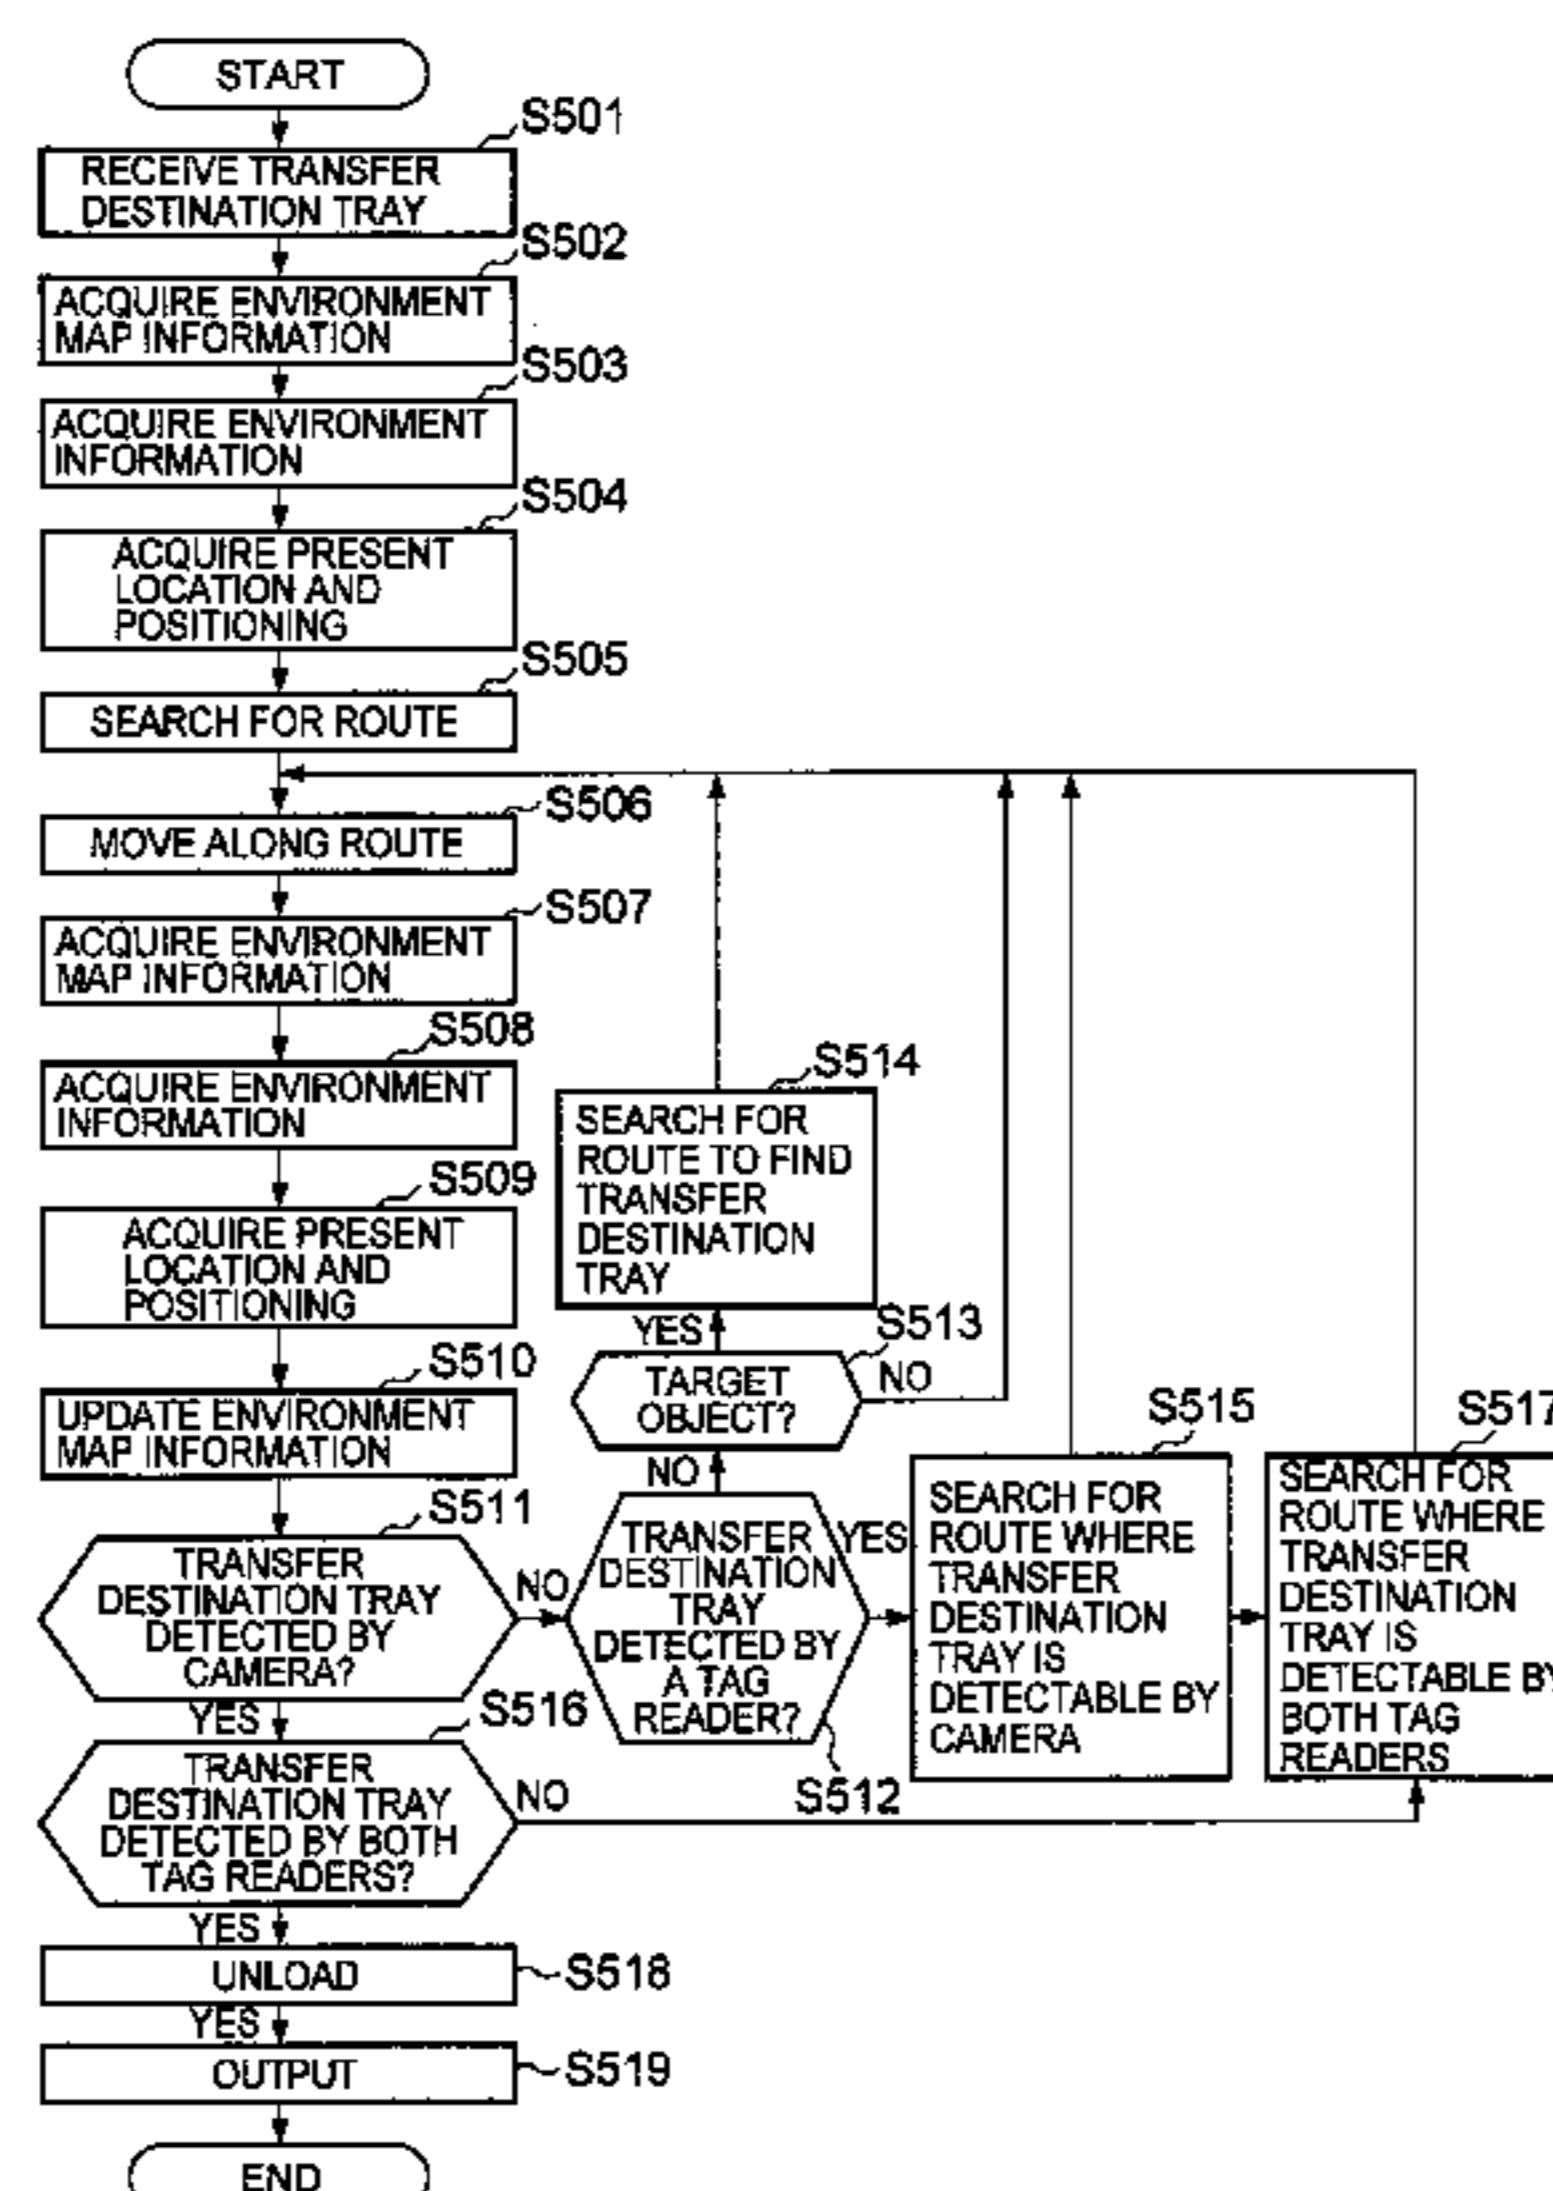 START
S501
RECEIVE TRANSFER
DESTINATION TRAY
S502
ACQUIRE ENVIRONMENT
MAP INFORMATION
S503
ACQUIRE ENVIRONMENT
INFORMATION
S504
ACQUIRE PRESENT
LOCATION AND
POSITIONING
S505
SEARCH FOR ROUTE
S506
MOVE ALONG ROUTE
S507
ACQUIRE ENVIRONMENT
MAP INFORMATION
S508
ACQUIRE ENVIRONMENT
INFORMATION
S509
ACQUIRE PRESENT
LOCATION AND
POSITIONING
S510
UPDATE ENVIRONMENT
MAP INFORMATION
S511
TRANSFER
DESTINATION TRAY
DETECTED BY
CAMERA?
NO
YES
S514
SEARCH FOR
ROUTE TO FIND
TRANSFER
DESTINATION
TRAY
YES
S513
TARGET
OBJECT?
NO
NO
TRANSFER
DESTINATION
TRAY
DETECTED BY
A TAG
READER?
YES
S512
S515
SEARCH FOR
ROUTE WHERE
TRANSFER
DESTINATION
TRAY IS
DETECTABLE BY
CAMERA
S517
SEARCH FOR
ROUTE WHERE
TRANSFER
DESTINATION
TRAY IS
DETECTABLE BY
BOTH TAG
READERS
S516
TRANSFER
DESTINATION TRAY
DETECTED BY BOTH
TAG READERS?
NO
YES
UNLOAD
S518
YES
OUTPUT
S519
END